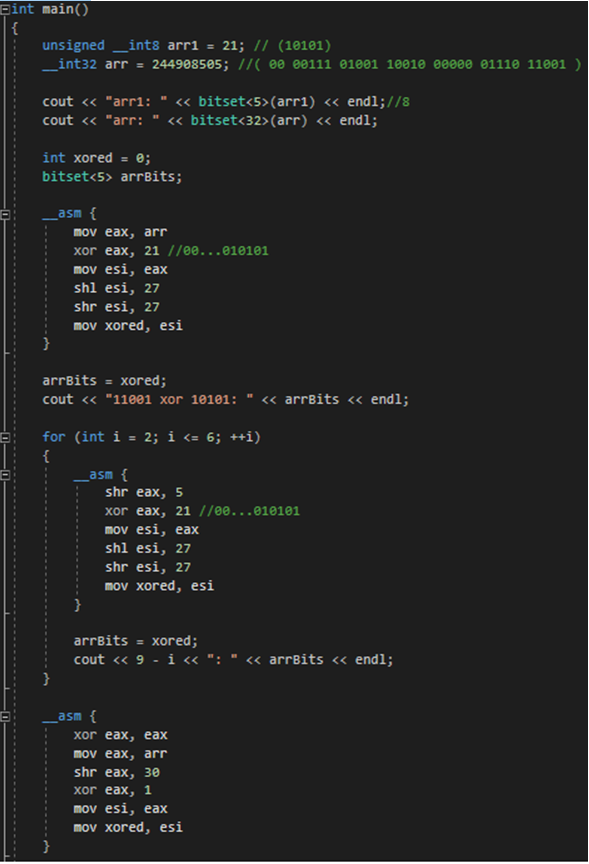 int main()
{
unsigned __int8 arr1 = 21; // (10101)
__int32 arr = 244908505; //( 00 00111 01001 10010 00000 01110 11001 )
cout << "arr1: " << bitset<5>(arr1) << endl;//8
cout << "arr: " << bitset<32>(arr) << endl;
int xored = 0;
bitset<5> arrBits;
__asm {
mov eax, arr
xor eax, 21 //00...010101
mov esi, eax
shl esi, 27
shr esi, 27
mov xored, esi
}
arrBits = xored;
cout << "11001 xor 10101: " << arrBits << endl;
for (int i = 2; i <= 6; ++i)
{
__asm {
shr eax, 5
xor eax, 21 //00...010101
mov esi, eax
shl esi, 27
shr esi, 27
mov xored, esi
}
arrBits = xored;
cout << 9 - i << ": " << arrBits << endl;
}
__asm {
xor eax, eax
mov eax, arr
shr eax, 30
xor eax, 1
mov esi, eax
mov xored, esi
}